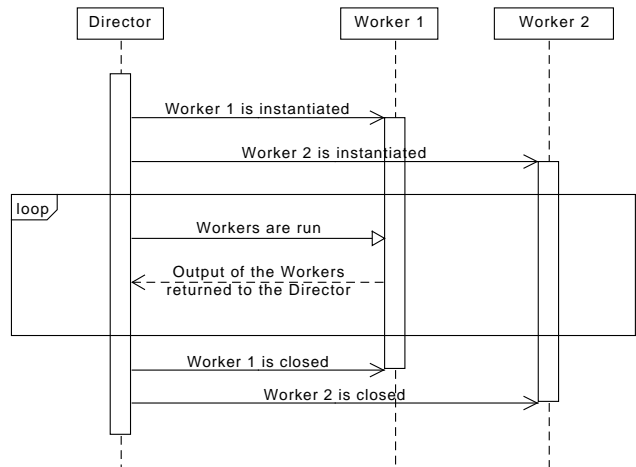 Director
Worker 1
Worker 2
Worker 1 is instantiated
Worker 2 is instantiated
loop
Workers are run
Output of the Workers
returned to the Director
Worker 1 is closed
Worker 2 is closed